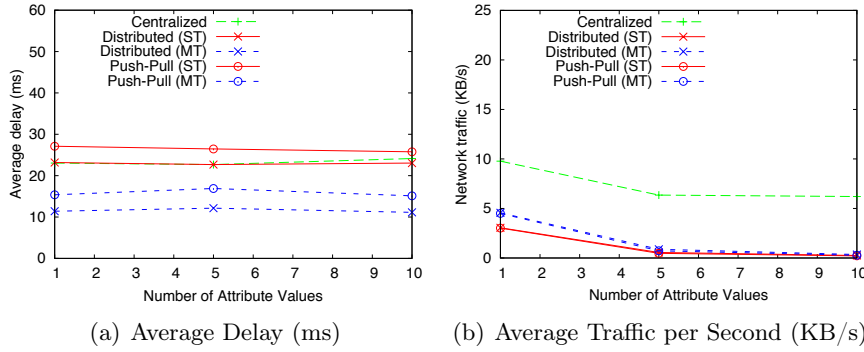 Average delay (ms)
60
50
40
30
20
10
0
Centralized
Distributed (ST)
Distributed (MT)
Push-Pull (ST)
Push-Pull (MT)
1 2 3 4 5 6 7 8 9 10
Number of Attribute Values
(a) Average Delay (ms)
Network traffic (KB/s)
25
20
15
10
5
0
Centralized
Distributed (ST)
Distributed (MT)
Push-Pull (ST)
Push-Pull (MT)
1 2 3 4 5 6 7 8 9 10
Number of Attribute Values
(b) Average Traffic per Second (KB/s)